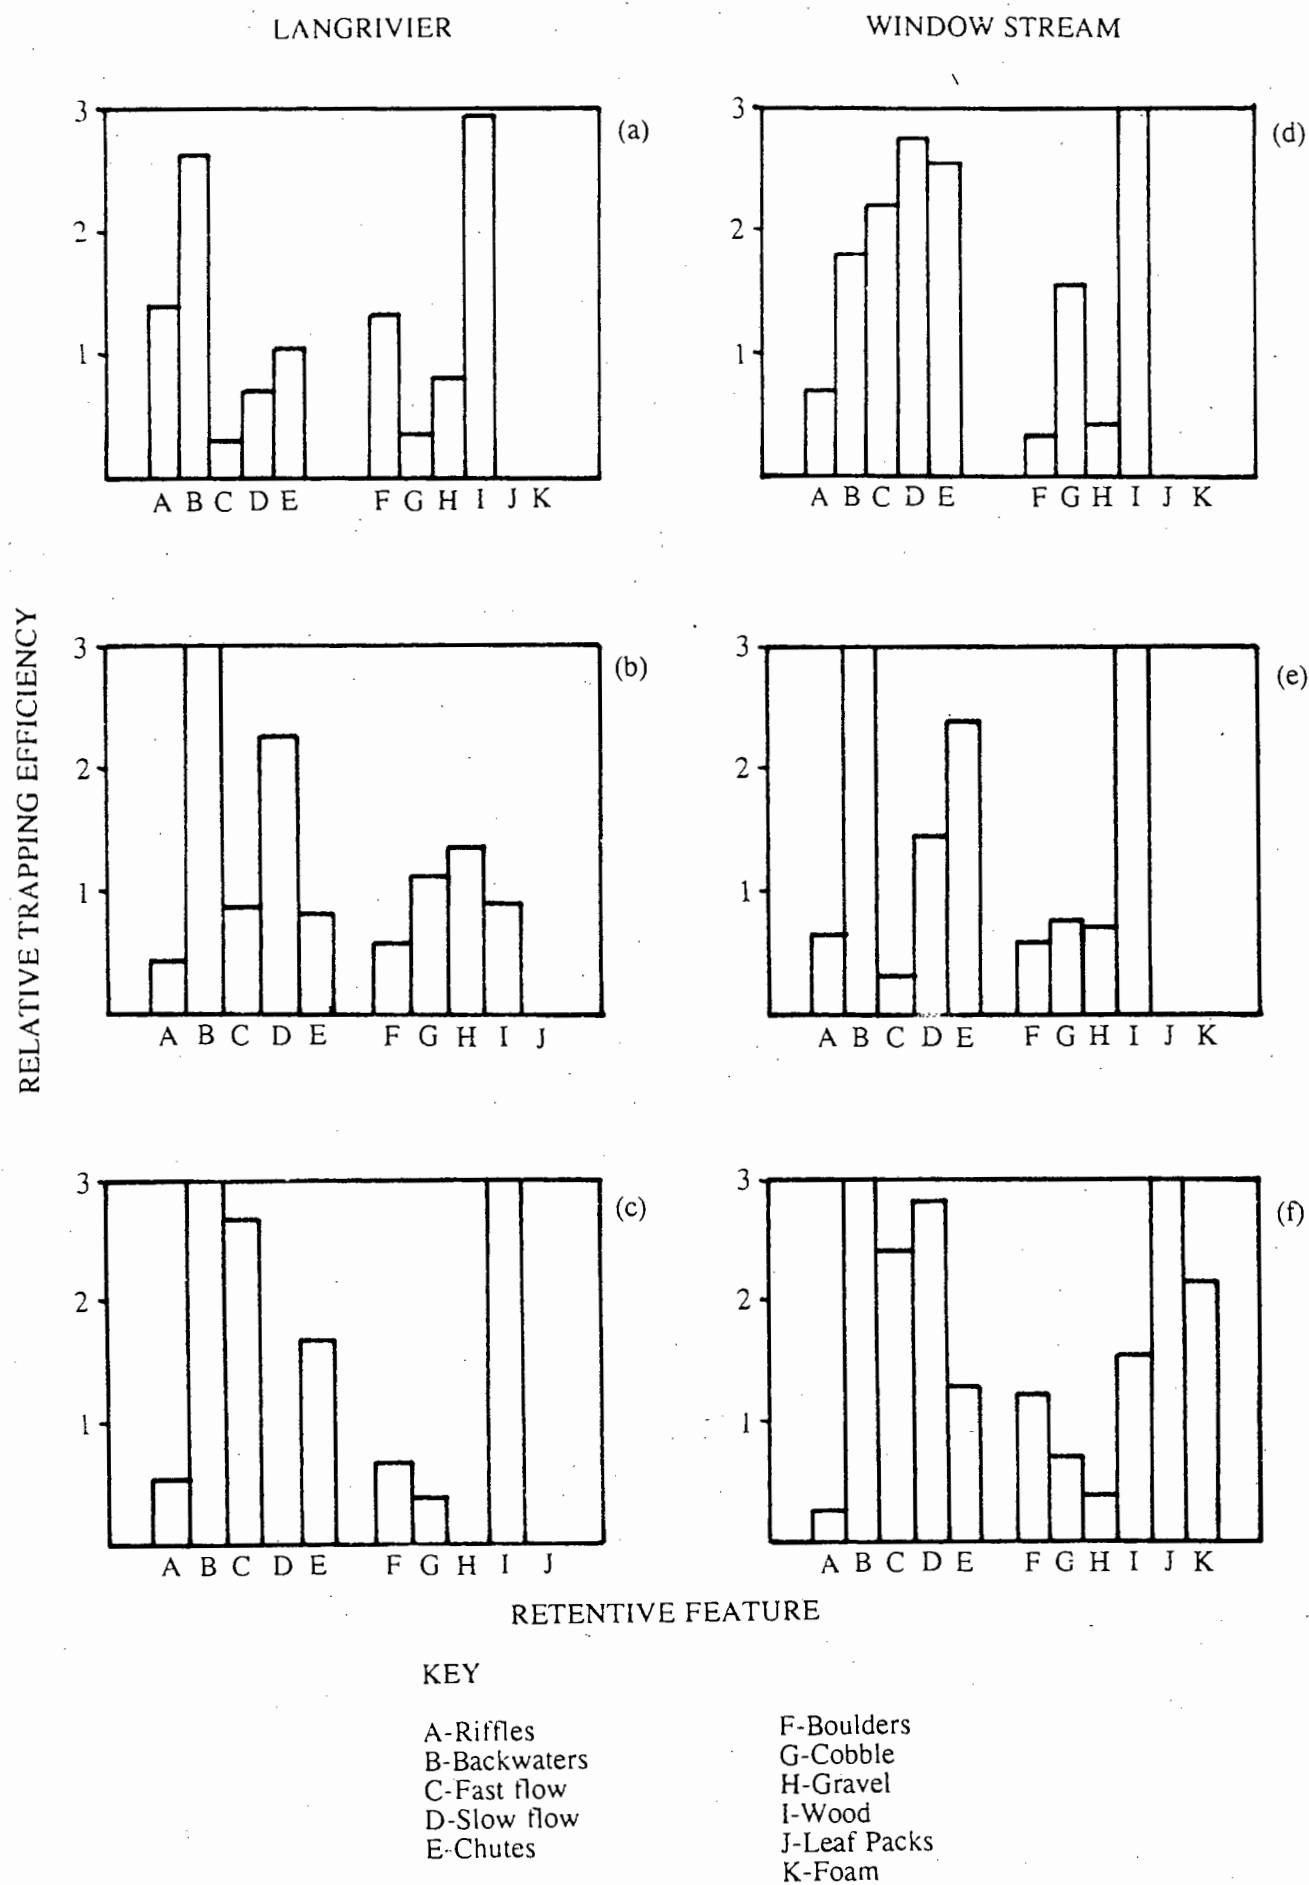 LANGRIVIER
WINDOW STREAM
RELATIVE TRAPPING EFFICIENCY
3
2
1
(a)
A B C D E F G H I J K
3
2
1
(d)
A B C D E F G H I J K
3
2
1
(b)
A B C D E F G H I J
3
2
1
(e)
A B C D E F G H I J K
3
2
1
(c)
A B C D E F G H I J
3
2
1
(f)
A B C D E F G H I J K
RETENTIVE FEATURE
KEY
A-Riffles
B-Backwaters
C-Fast flow
D-Slow flow
E-Chutes
F-Boulders
G-Cobble
H-Gravel
I-Wood
J-Leaf Packs
K-Foam